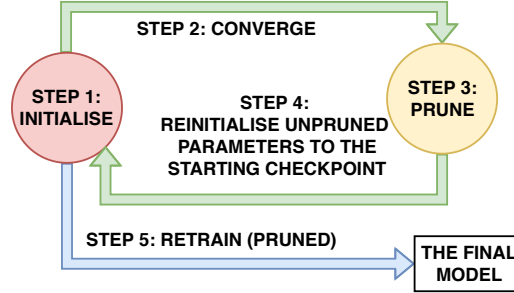 STEP 2: CONVERGE
STEP 1:
INITIALISE
STEP 3:
PRUNE
STEP 4:
REINITIALISE UNPRUNED
PARAMETERS TO THE
STARTING CHECKPOINT
STEP 5: RETRAIN (PRUNED)
THE FINAL
MODEL